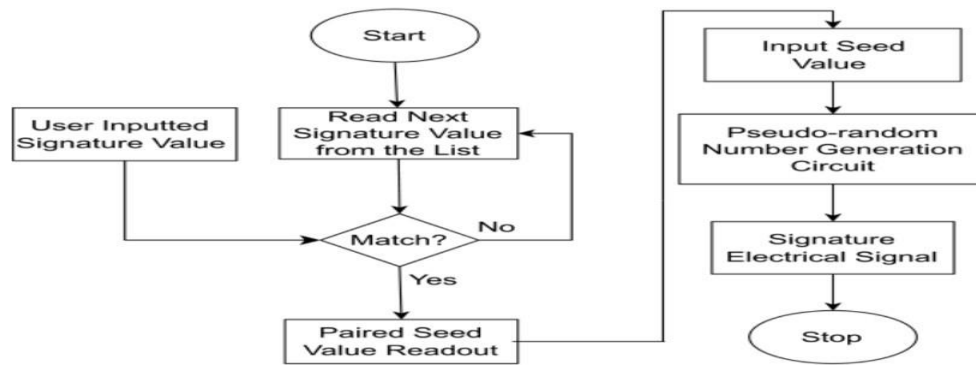 Start
User Inputted
Signature Value
Read Next
Signature Value
from the List
Match?
No
Yes
Paired Seed
Value Readout
Input Seed
Value
Pseudo-random
Number Generation
Circuit
Signature
Electrical Signal
Stop